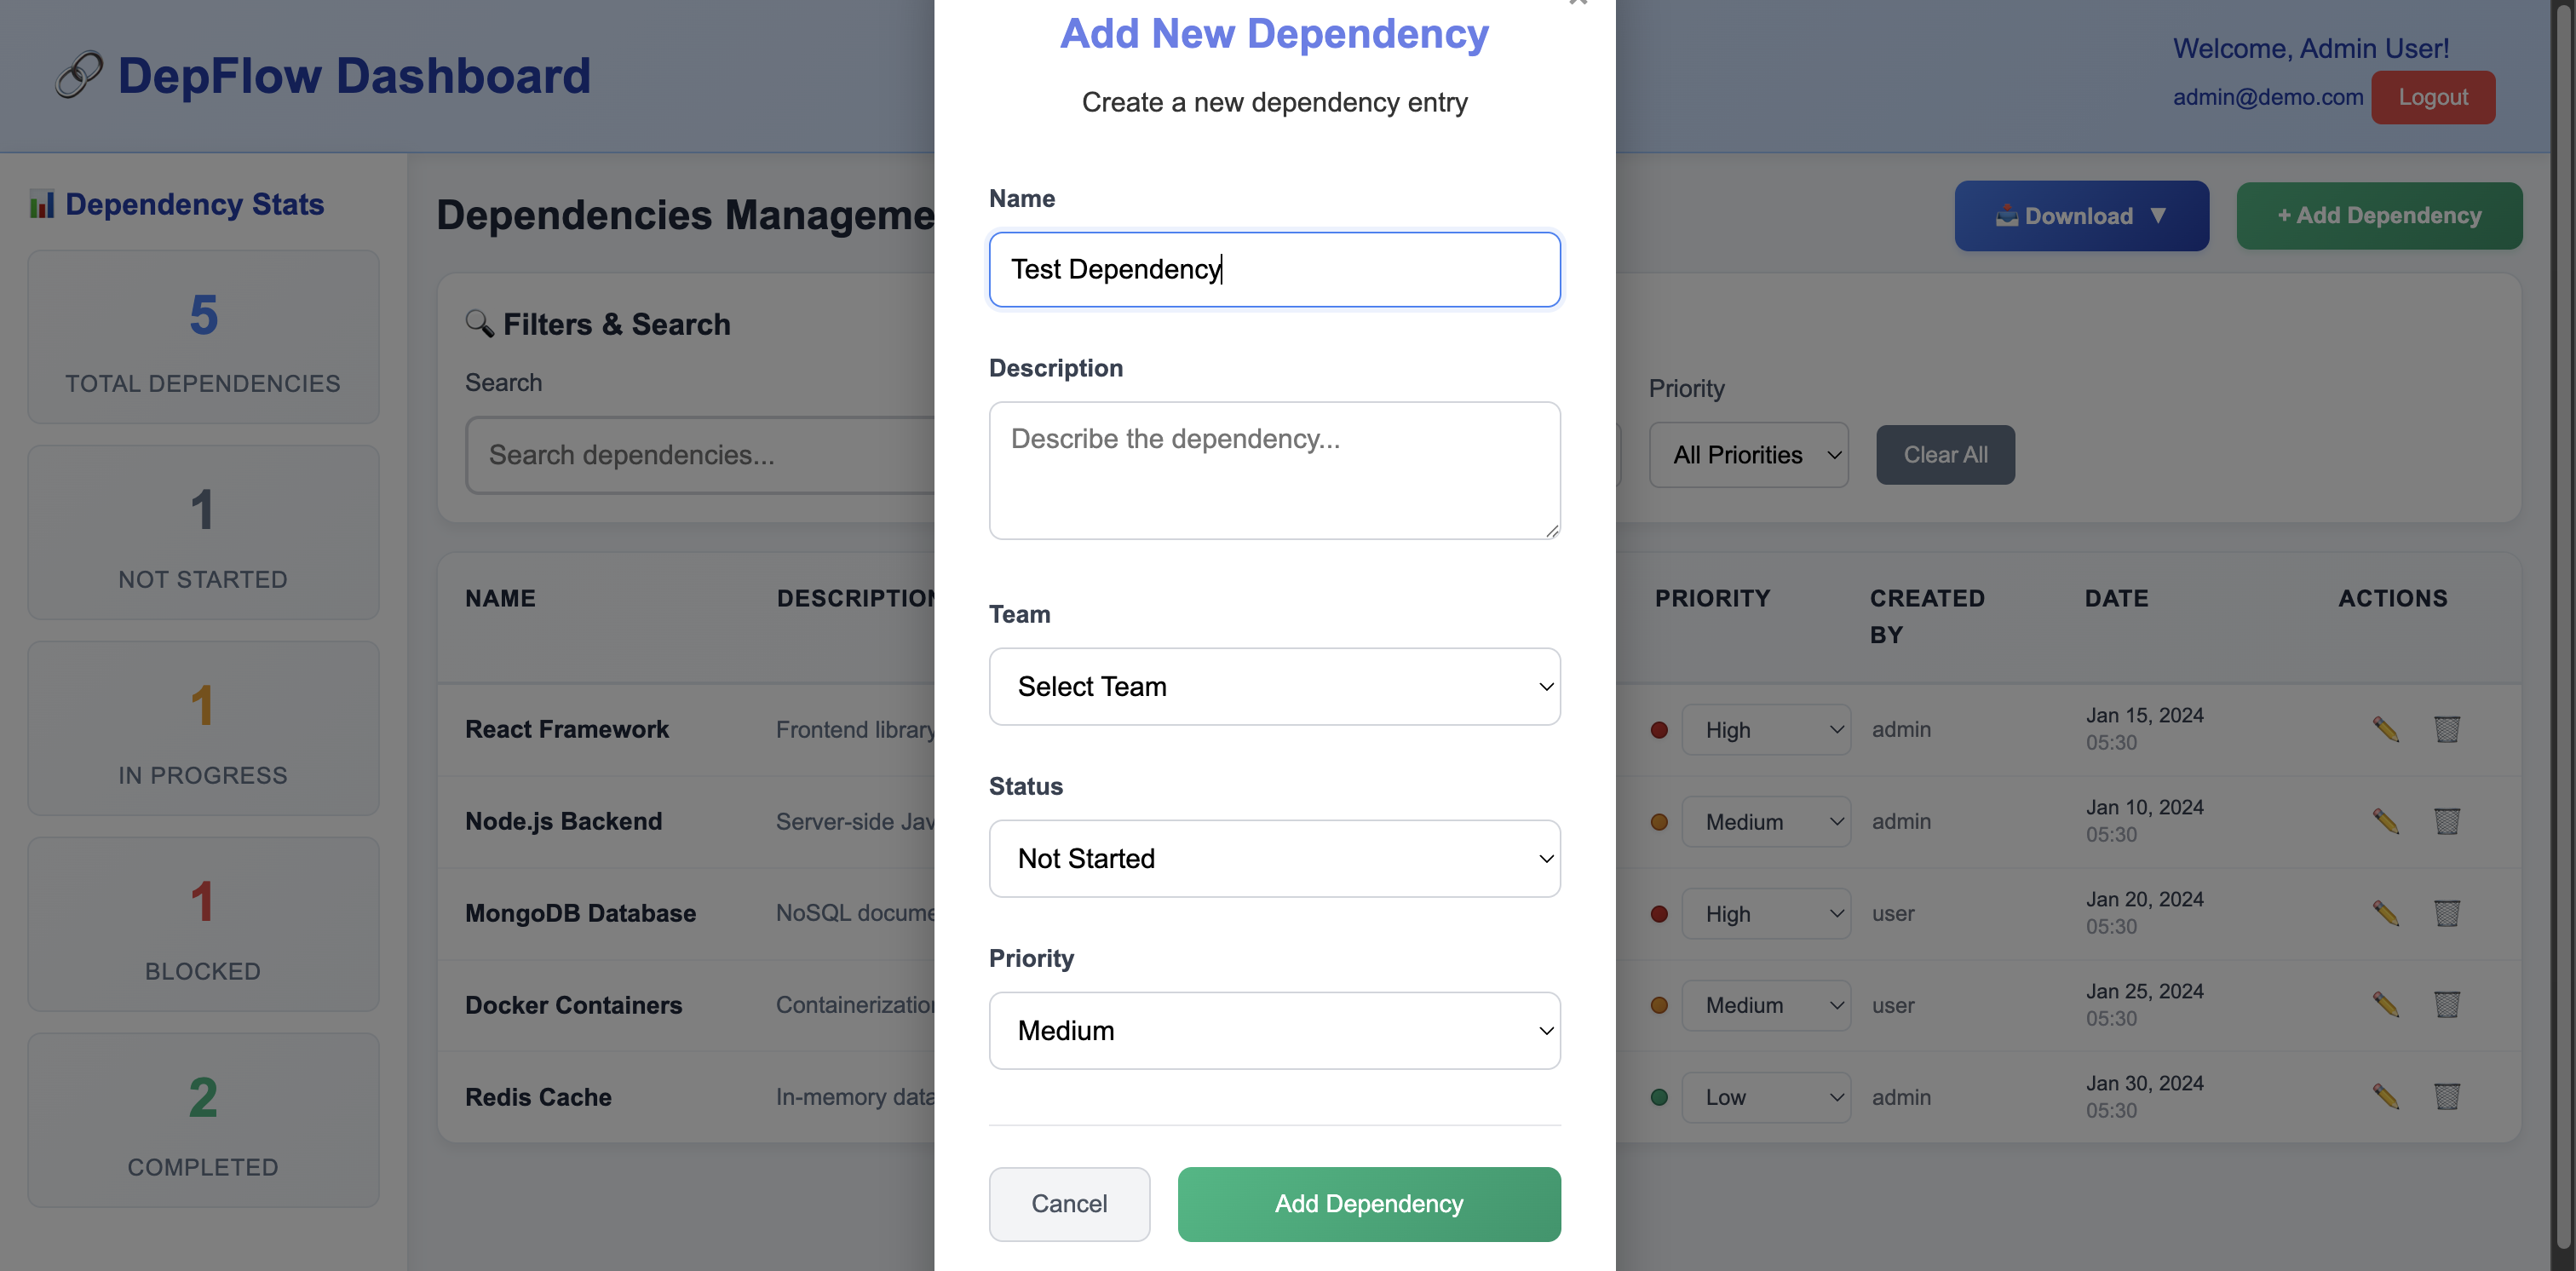 DepFlow Dashboard
Welcome, Admin User!
admin@demo.com
Logout
Dependency Stats
5
TOTAL DEPENDENCIES
1
NOT STARTED
1
IN PROGRESS
1
BLOCKED
2
COMPLETED
Dependencies Manageme
Download ▼
+ Add Dependency
Filters & Search
Search
Search dependencies...
Priority
All Priorities
Clear All
NAME DESCRIPTION PRIORITY CREATED BY DATE ACTIONS
React Framework Frontend library High admin Jan 15, 2024
05:30
Node.js Backend Server-side Jav Medium admin Jan 10, 2024
05:30
MongoDB Database NoSQL docume High user Jan 20, 2024
05:30
Docker Containers Containerization Medium user Jan 25, 2024
05:30
Redis Cache In-memory data Low admin Jan 30, 2024
05:30
Add New Dependency
Create a new dependency entry
Name
Test Dependency
Description
Describe the dependency...
Team
Select Team
Status
Not Started
Priority
Medium
Cancel
Add Dependency